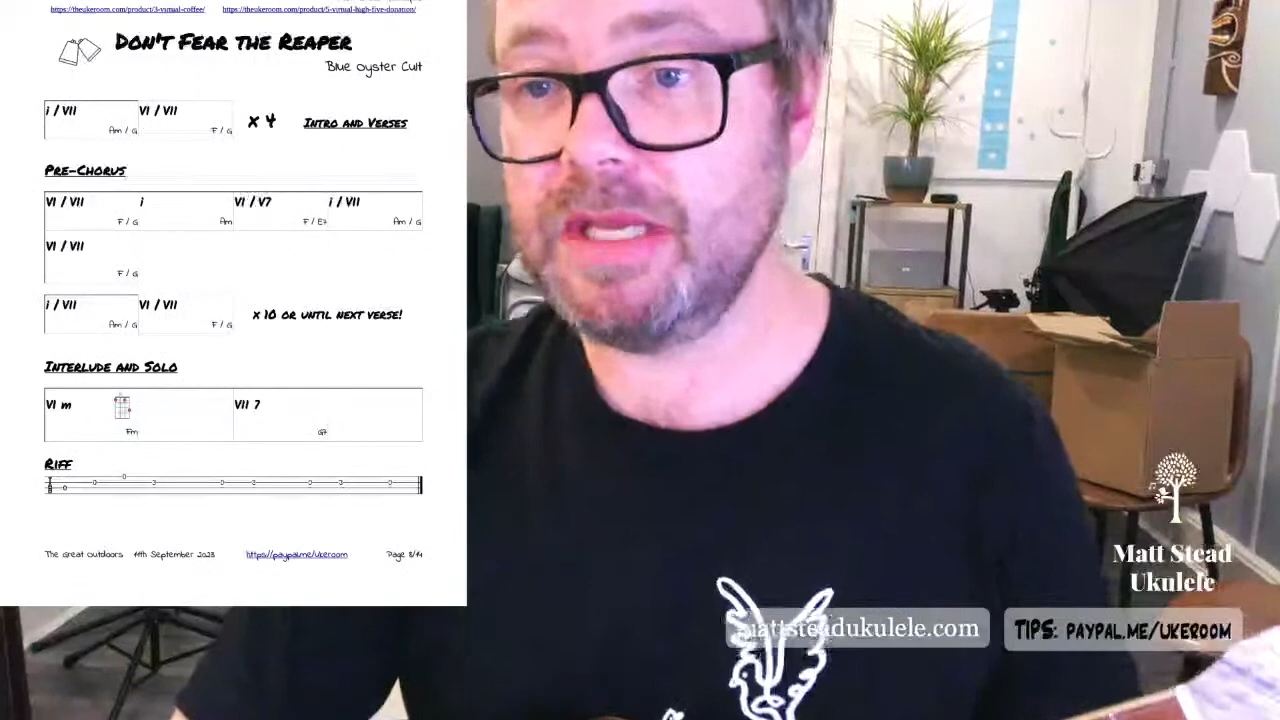 https://theukeroom.com/product/3-virtual-coffee/ https://theukeroom.com/product/5-virtual-high-five-donation/
Don't Fear the Reaper
Blue Oyster Cult
i / VII VI / VII
Am / G F / G
x 4 Intro and Verses
Pre-Chorus
VI / VII i VI / V7 i / VII
F / G Am F / E7 Am / G
VI / VII
F / G
i / VII VI / VII
Am / G F / G
x 10 or until next verse!
Interlude and Solo
VI m VII 7
Fm G7
Riff
The Great Outdoors 11th September 2023 https://paypal.me/ukeroom Page 8/14
Matt Stead
Ukulele
mattsteadukulele.com
Tips: paypal.me/ukeroom